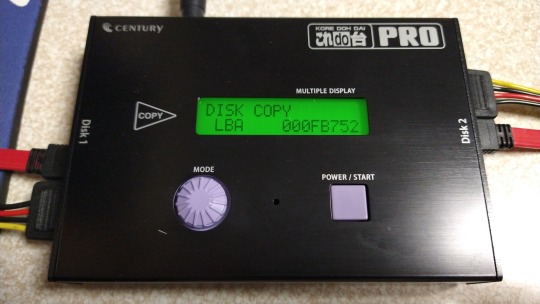 CENTURY
KORE DOH DAI
これdo台 PRO
MULTIPLE DISPLAY
DISK COPY
LBA 000FB752
COPY
Disk 1
Disk 2
MODE
POWER / START